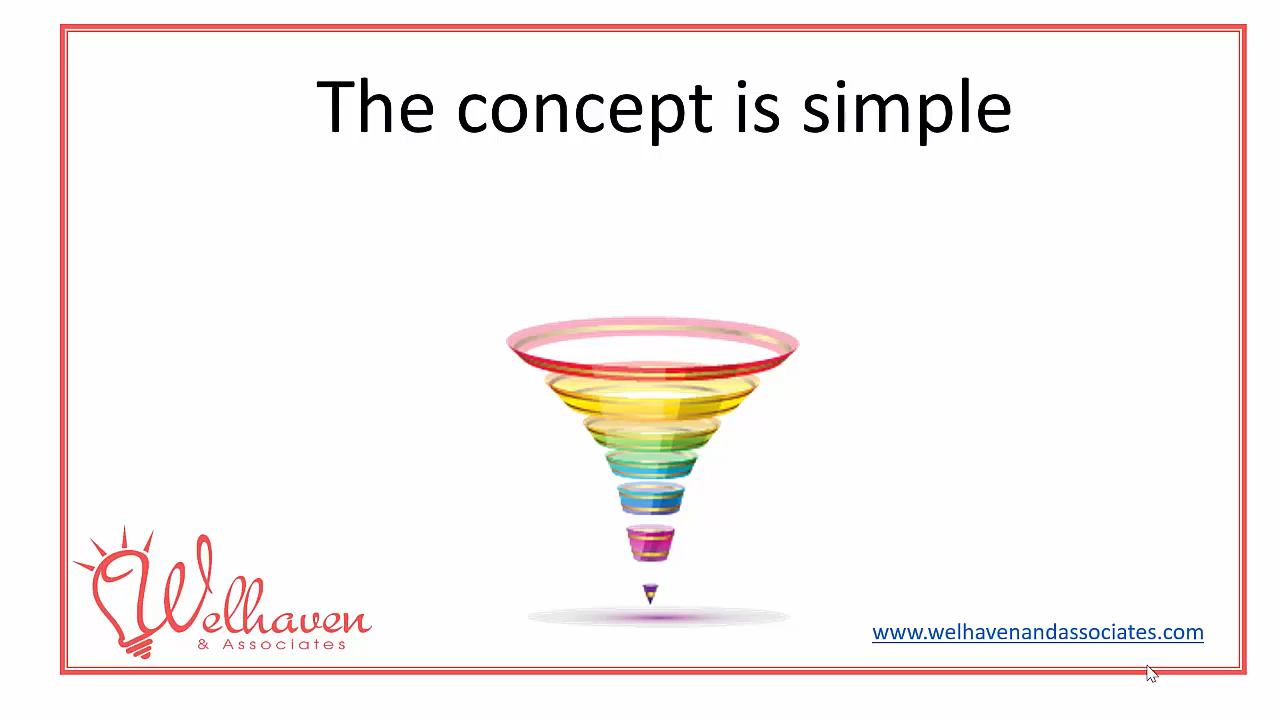 The concept is simple
Welhaven
& Associates
www.welhavenandassociates.com